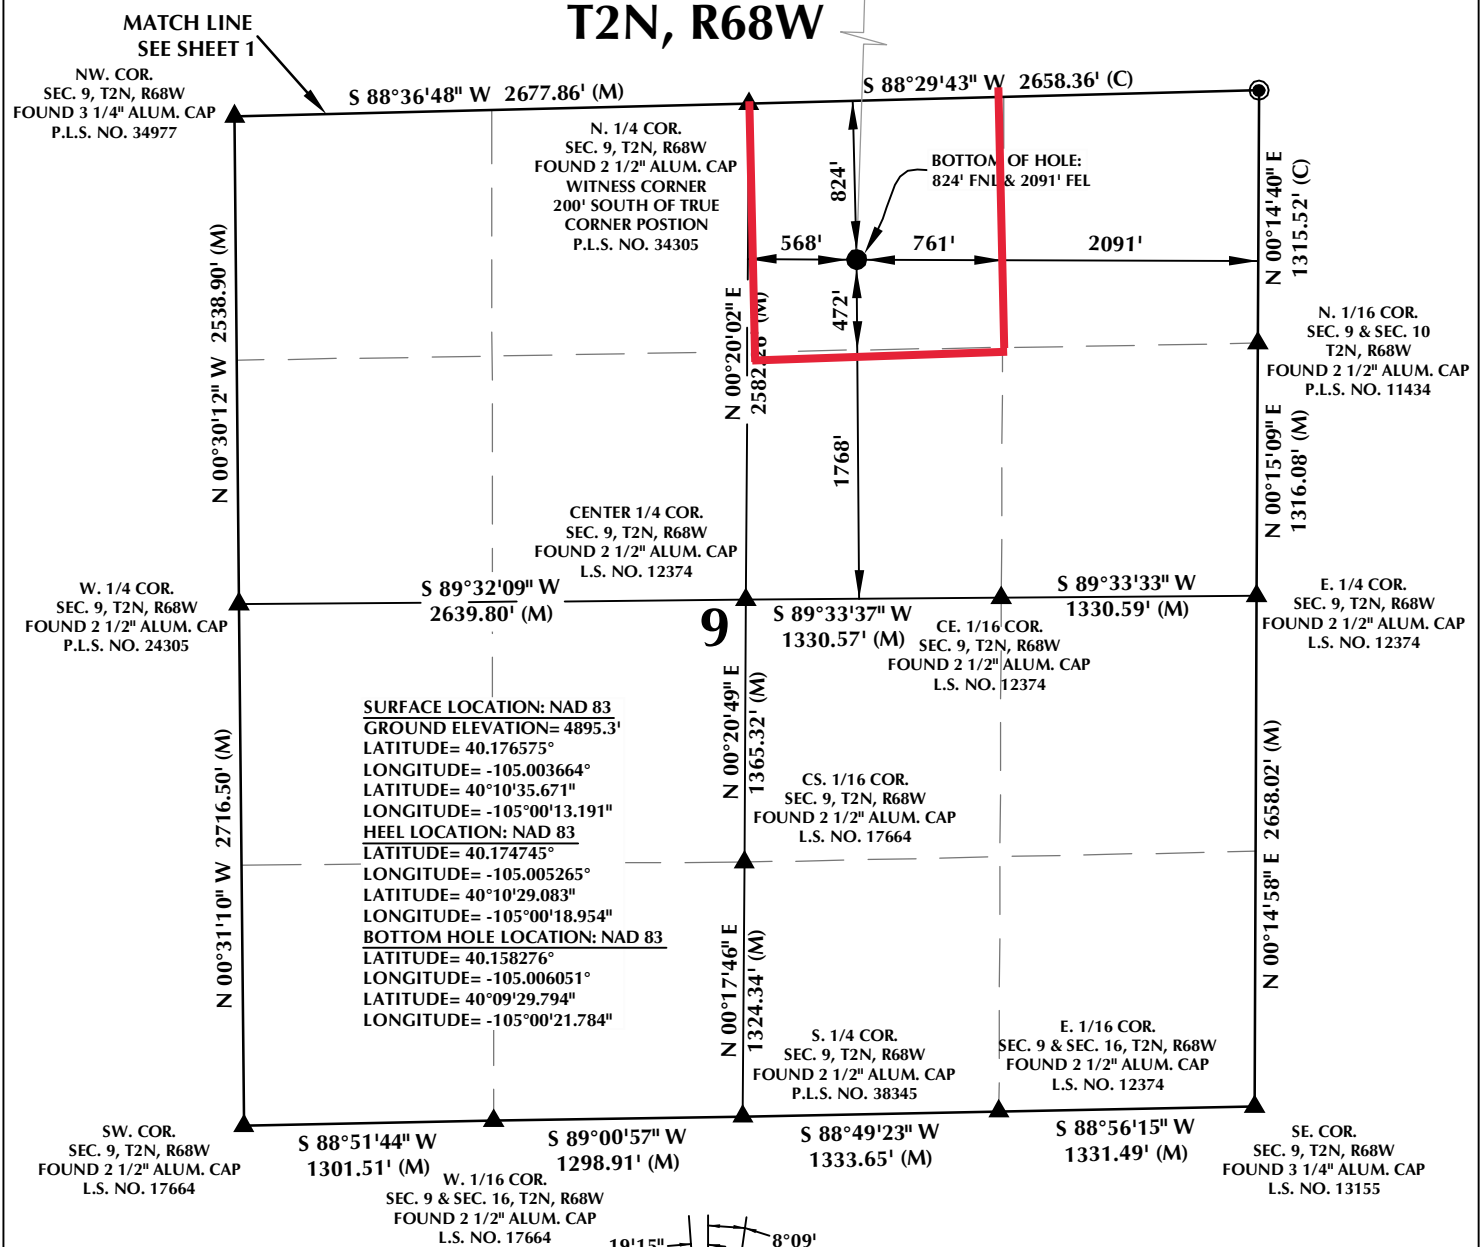 T2N, R68W
MATCH LINE
SEE SHEET 1
NW. COR.
SEC. 9, T2N, R68W
FOUND 3 1/4" ALUM. CAP
P.L.S. NO. 34977
S 88°36'48" W 2677.86' (M)
S 88°29'43" W 2658.36' (C)
N. 1/4 COR.
SEC. 9, T2N, R68W
FOUND 2 1/2" ALUM. CAP
WITNESS CORNER
200' SOUTH OF TRUE
CORNER POSTION
P.L.S. NO. 34305
824'
BOTTOM OF HOLE:
824' FNL & 2091' FEL
568'
761'
2091'
472'
1768'
N 00°14'40" E
1315.52' (C)
N 00°30'12" W 2538.90' (M)
N 00°20'02" E
2582.28' (M)
N. 1/16 COR.
SEC. 9 & SEC. 10
T2N, R68W
FOUND 2 1/2" ALUM. CAP
P.L.S. NO. 11434
N 00°15'09" E
1316.08' (M)
CENTER 1/4 COR.
SEC. 9, T2N, R68W
FOUND 2 1/2" ALUM. CAP
L.S. NO. 12374
W. 1/4 COR.
SEC. 9, T2N, R68W
FOUND 2 1/2" ALUM. CAP
P.L.S. NO. 24305
S 89°32'09" W
2639.80' (M)
9
S 89°33'37" W
1330.57' (M)
S 89°33'33" W
1330.59' (M)
CE. 1/16 COR.
SEC. 9, T2N, R68W
FOUND 2 1/2" ALUM. CAP
L.S. NO. 12374
E. 1/4 COR.
SEC. 9, T2N, R68W
FOUND 2 1/2" ALUM. CAP
L.S. NO. 12374
SURFACE LOCATION: NAD 83
GROUND ELEVATION= 4895.3'
LATITUDE= 40.176575°
LONGITUDE= -105.003664°
LATITUDE= 40°10'35.671"
LONGITUDE= -105°00'13.191"
HEEL LOCATION: NAD 83
LATITUDE= 40.174745°
LONGITUDE= -105.005265°
LATITUDE= 40°10'29.083"
LONGITUDE= -105°00'18.954"
BOTTOM HOLE LOCATION: NAD 83
LATITUDE= 40.158276°
LONGITUDE= -105.006051°
LATITUDE= 40°09'29.794"
LONGITUDE= -105°00'21.784"
N 00°31'10" W 2716.50' (M)
N 00°20'49" E
1365.32' (M)
CS. 1/16 COR.
SEC. 9, T2N, R68W
FOUND 2 1/2" ALUM. CAP
L.S. NO. 17664
N 00°14'58" E 2658.02' (M)
N 00°17'46" E
1324.34' (M)
S. 1/4 COR.
SEC. 9, T2N, R68W
FOUND 2 1/2" ALUM. CAP
P.L.S. NO. 38345
E. 1/16 COR.
SEC. 9 & SEC. 16, T2N, R68W
FOUND 2 1/2" ALUM. CAP
L.S. NO. 12374
SW. COR.
SEC. 9, T2N, R68W
FOUND 2 1/2" ALUM. CAP
L.S. NO. 17664
S 88°51'44" W
1301.51' (M)
S 89°00'57" W
1298.91' (M)
S 88°49'23" W
1333.65' (M)
S 88°56'15" W
1331.49' (M)
W. 1/16 COR.
SEC. 9 & SEC. 16, T2N, R68W
FOUND 2 1/2" ALUM. CAP
L.S. NO. 17664
SE. COR.
SEC. 9, T2N, R68W
FOUND 3 1/4" ALUM. CAP
L.S. NO. 13155
19'15"
8°09'